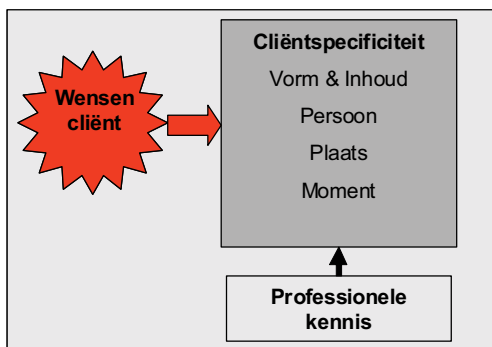 Wensen
cliënt
Cliëntspecificiteit
Vorm & Inhoud
Persoon
Plaats
Moment
Professionele
kennis